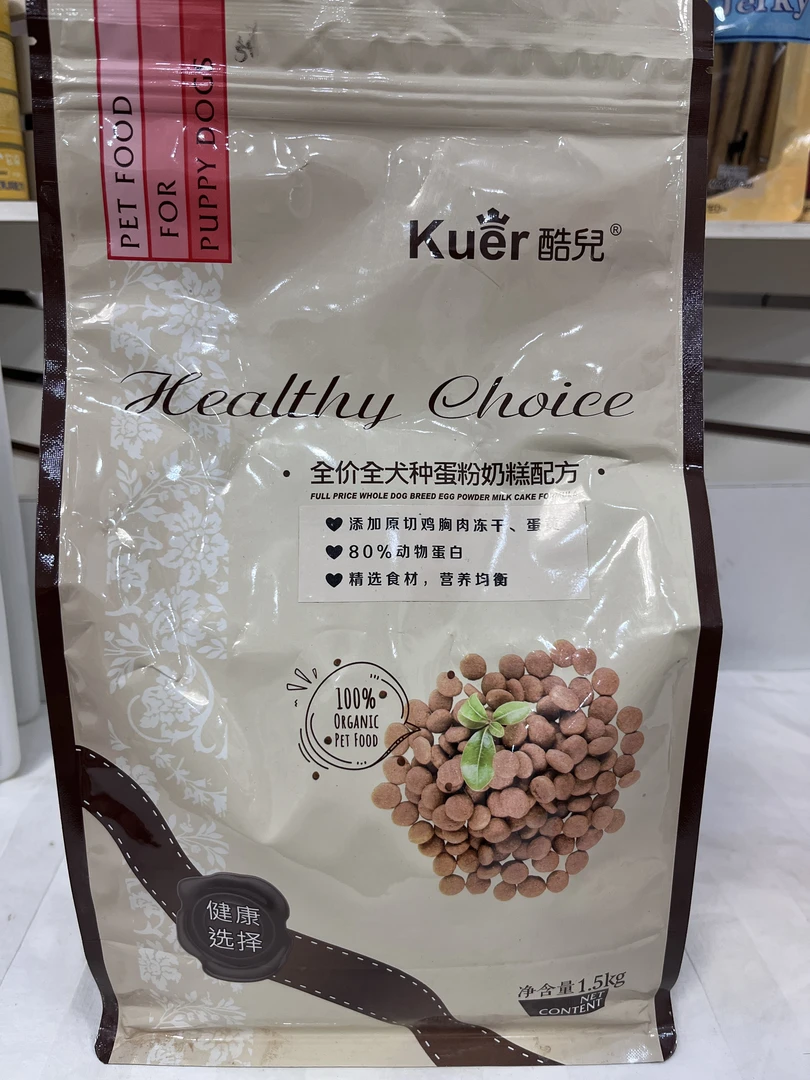 PET FOOD
FOR
PUPPY DOGS
Jerky
Kuer 酷兒®
Healthy Choice
· 全价全犬种蛋粉奶糕配方 ·
FULL PRICE WHOLE DOG BREED EGG POWDER MILK CAKE
添加原切鸡胸肉冻干、蛋
80%动物蛋白
精选食材，营养均衡
100%
ORGANIC
PET FOOD
健康
选择
净含量1.5kg
NET
CONTENT